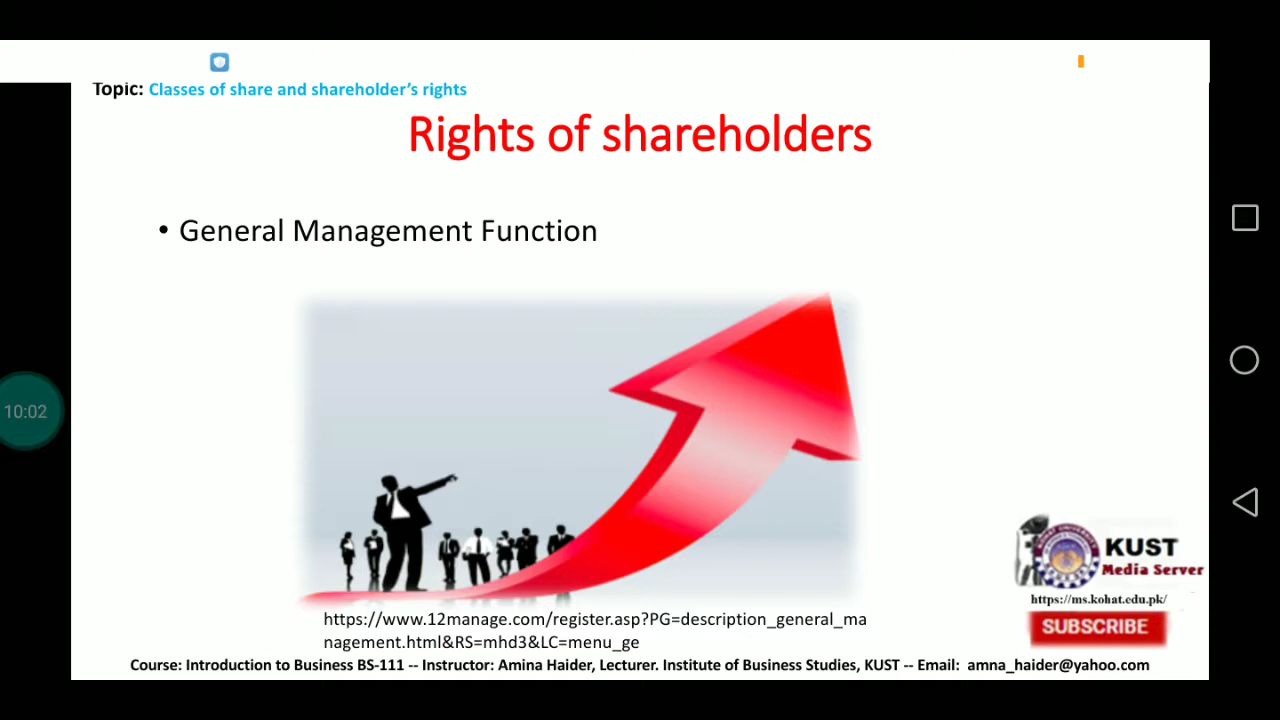 Topic: Classes of share and shareholder's rights
Rights of shareholders
• General Management Function
10:02
KUST
Media Server
https://ms.kohat.edu.pk/
SUBSCRIBE
https://www.12manage.com/register.asp?PG=description_general_ma
nagement.html&RS=mhd3&LC=menu_ge
Course: Introduction to Business BS-111 -- Instructor: Amina Haider, Lecturer. Institute of Business Studies, KUST -- Email: amna_haider@yahoo.com